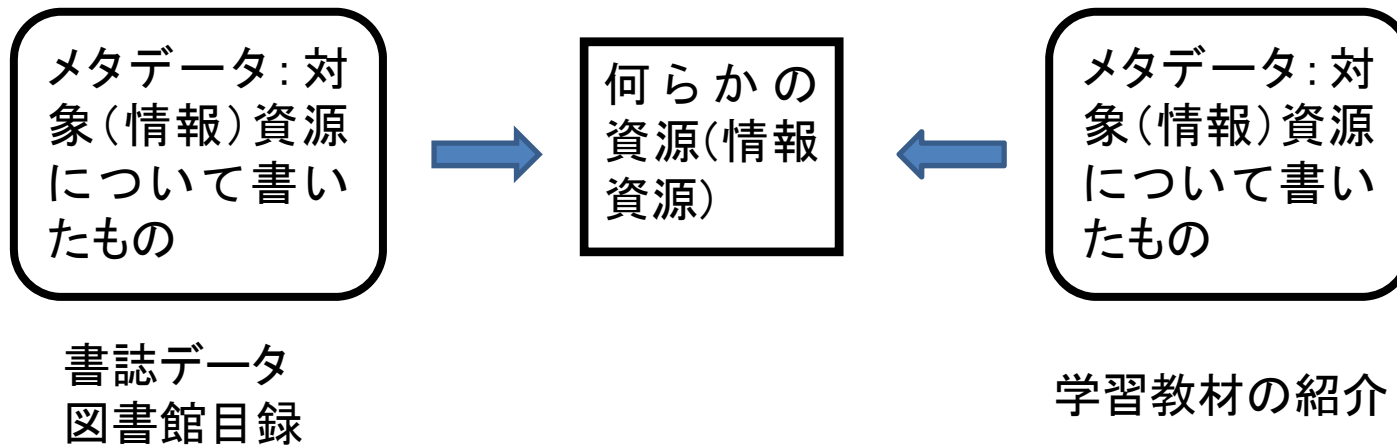 メタデータ：対
象（情報）資源
について書い
たもの
何らかの
資源（情報
資源）
メタデータ：対
象（情報）資源
について書い
たもの
書誌データ
図書館目録
学習教材の紹介